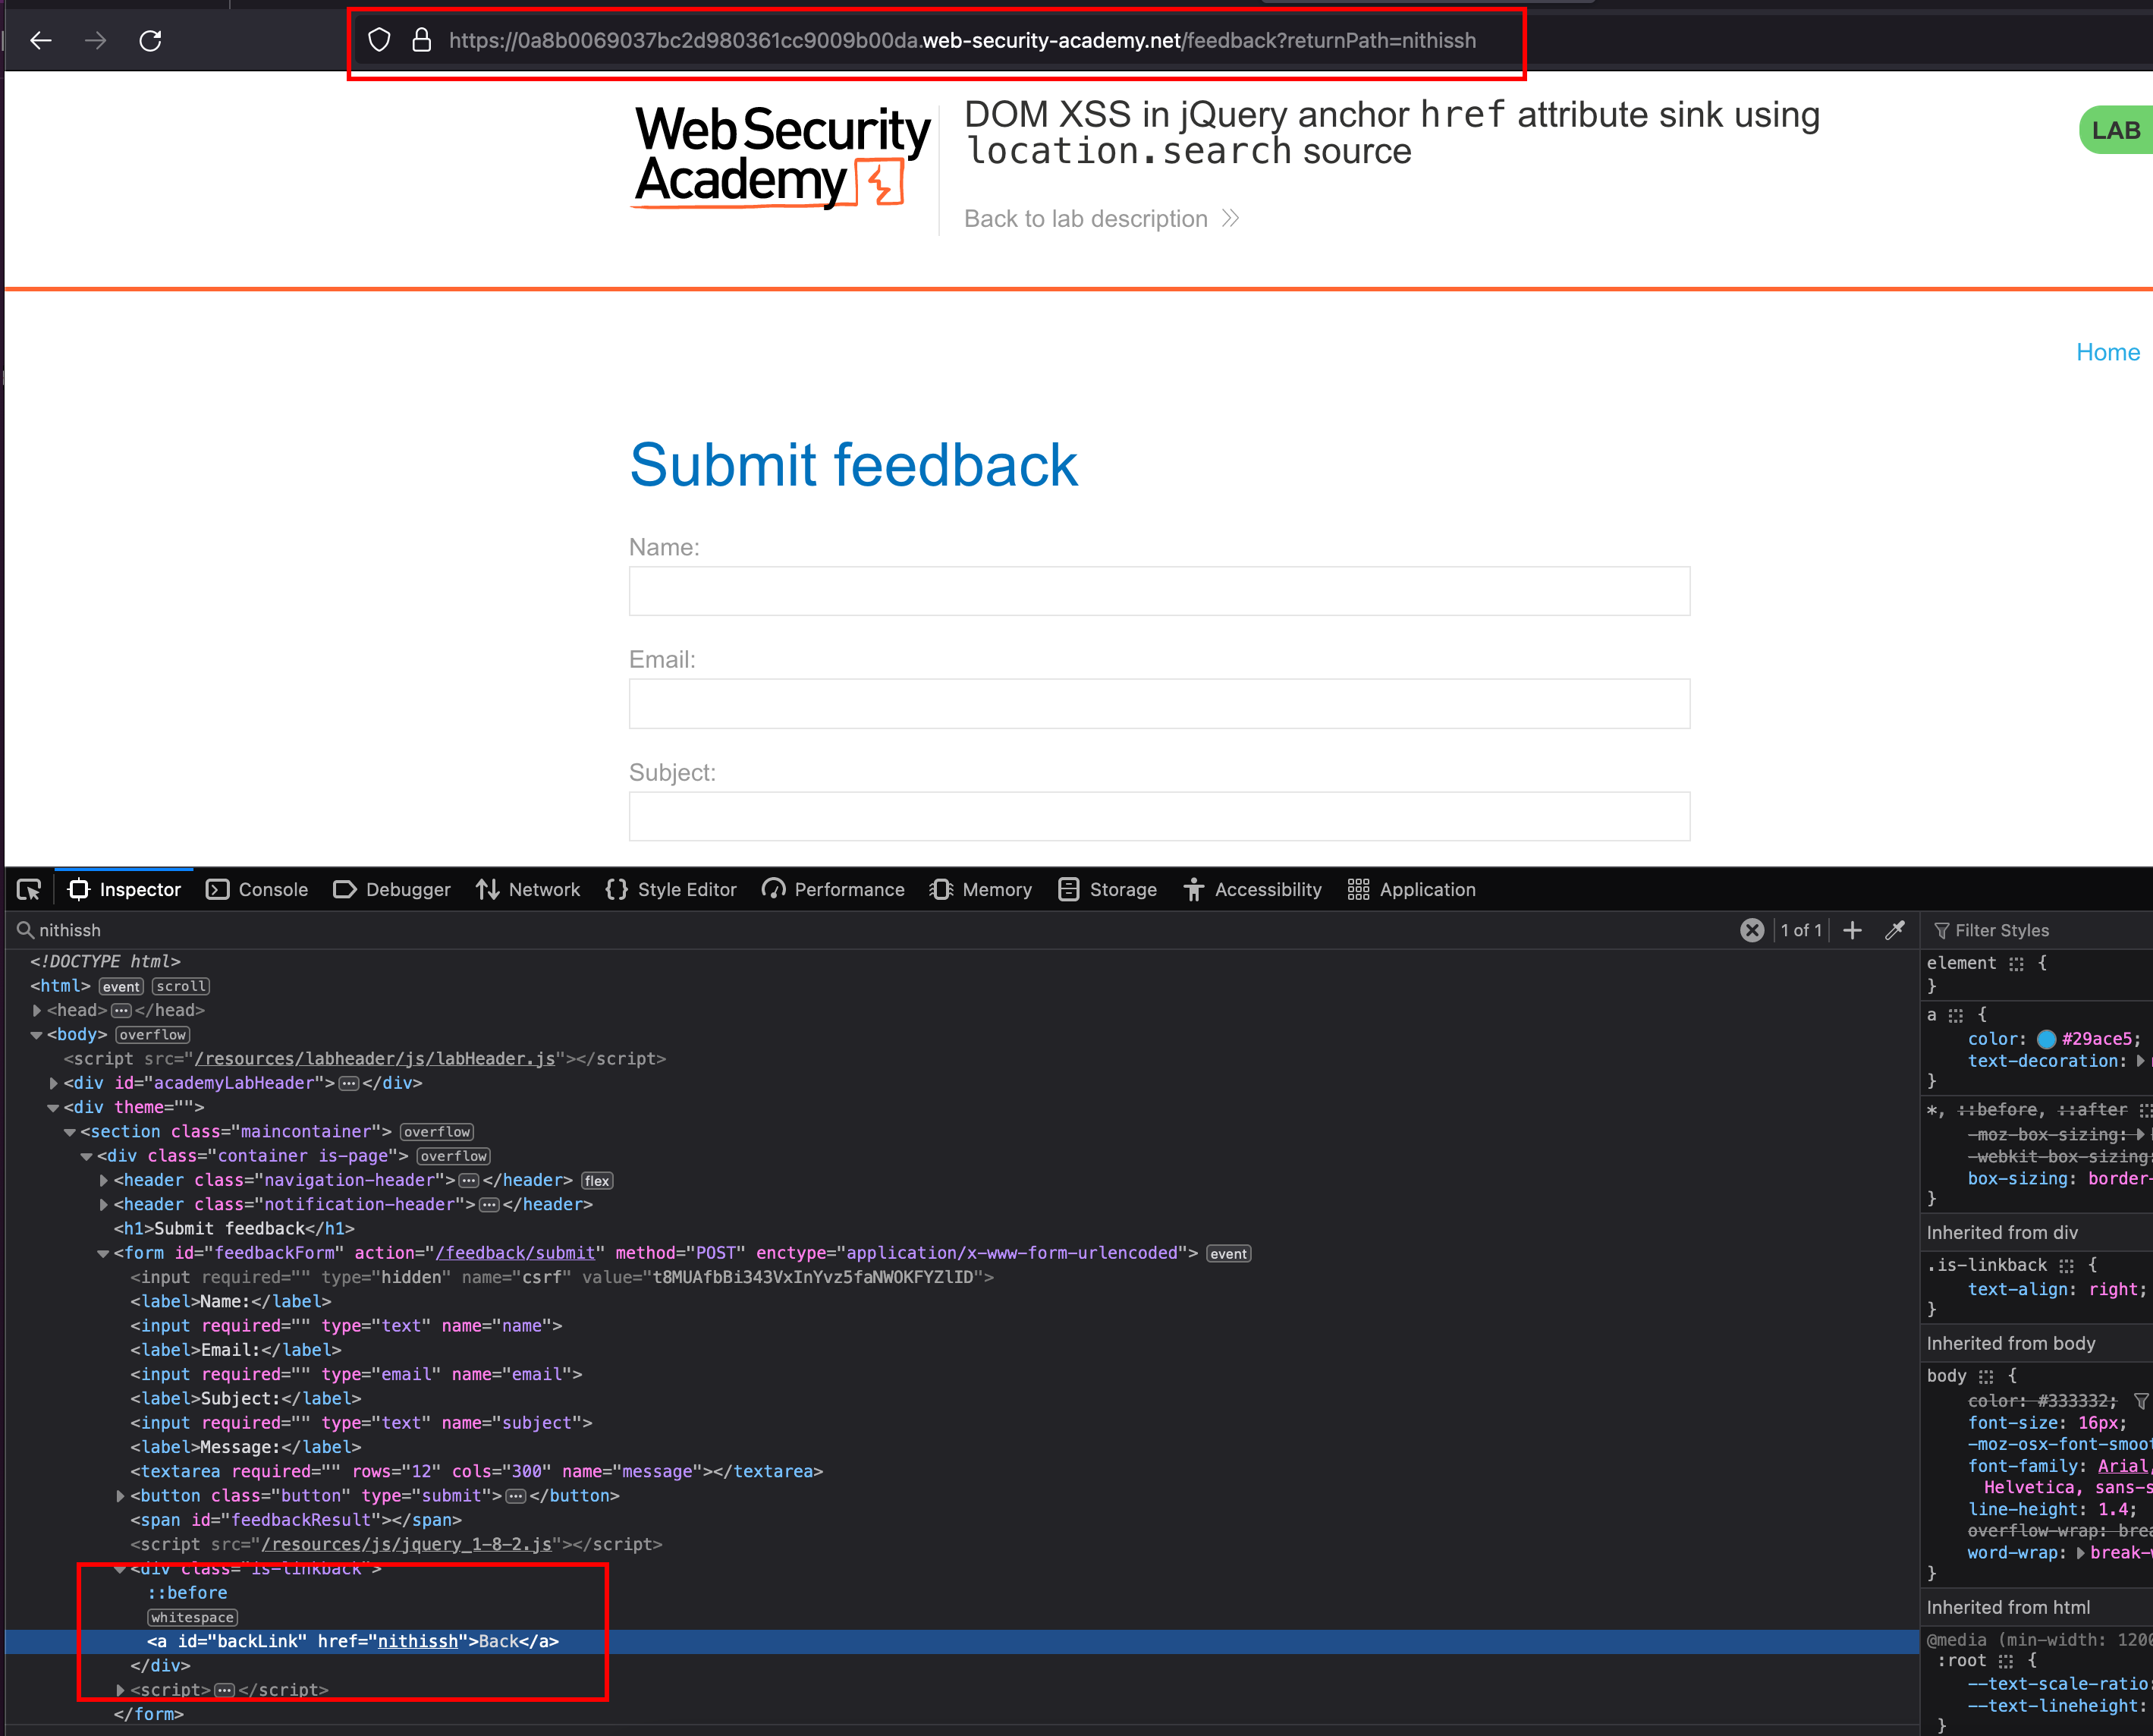 https://0a8b0069037bc2d980361cc9009b00da.web-security-academy.net/feedback?returnPath=nithissh
Web Security
Academy
DOM XSS in jQuery anchor href attribute sink using
location.search source
LAB
Back to lab description
Home
Submit feedback
Name:
Email:
Subject:
Inspector Console Debugger Network Style Editor Performance Memory Storage Accessibility Application
nithissh 1 of 1
<!DOCTYPE html>
<html> event scroll
<head> ... </head>
<body> overflow
<script src="/resources/labheader/js/labHeader.js"></script>
<div id="academyLabHeader"> ... </div>
<div theme="">
<section class="maincontainer"> overflow
<div class="container is-page"> overflow
<header class="navigation-header"> ... </header> flex
<header class="notification-header"> ... </header>
<h1>Submit feedback</h1>
<form id="feedbackForm" action="/feedback/submit" method="POST" enctype="application/x-www-form-urlencoded"> event
<input required="" type="hidden" name="csrf" value="t8MUAfbBi343VxInYvz5faNWOKFYZlID">
<label>Name:</label>
<input required="" type="text" name="name">
<label>Email:</label>
<input required="" type="email" name="email">
<label>Subject:</label>
<input required="" type="text" name="subject">
<label>Message:</label>
<textarea required="" rows="12" cols="300" name="message"></textarea>
<button class="button" type="submit"> ... </button>
<span id="feedbackResult"></span>
<script src="/resources/js/jquery_1-8-2.js"></script>
<div class="is-linkback">
::before
whitespace
<a id="backLink" href="nithissh">Back</a>
</div>
<script> ... </script>
</form>
Filter Styles
element {
}
a {
color: #29ace5;
text-decoration:
}
*, ::before, ::after
-moz-box-sizing:
-webkit-box-sizing:
box-sizing: border-
}
Inherited from div
.is-linkback {
text-align: right;
}
Inherited from body
body {
color: #333332;
font-size: 16px;
-moz-osx-font-smoot
font-family: Arial,
Helvetica, sans-s
line-height: 1.4;
overflow-wrap: brea
word-wrap: break-w
}
Inherited from html
@media (min-width: 1200
:root {
--text-scale-ratio:
--text-lineheight:
}